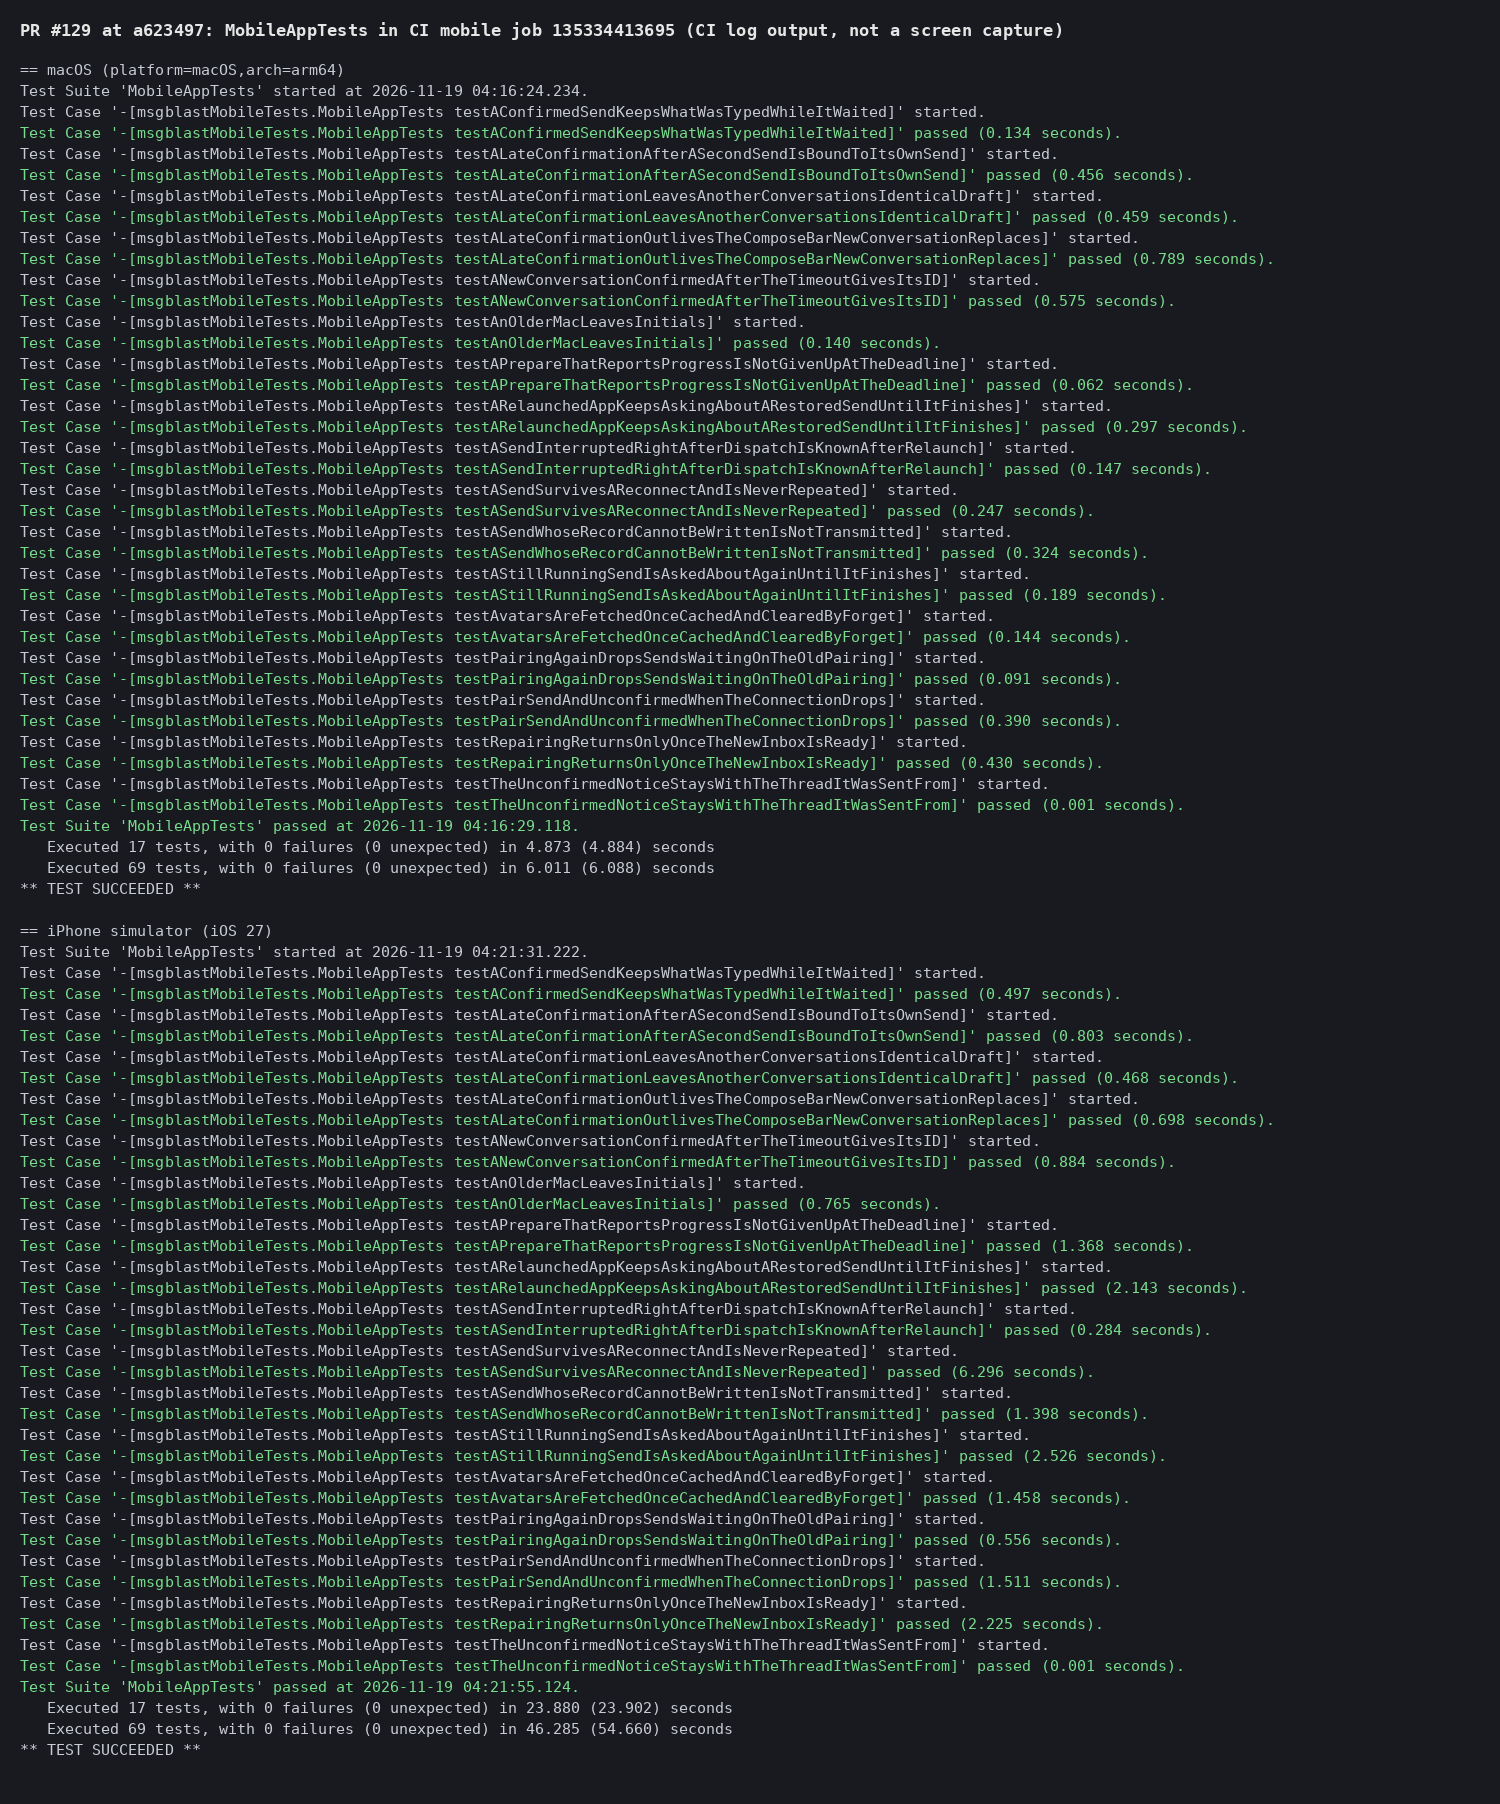 PR #129 at a623497: MobileAppTests in CI mobile job 135334413695 (CI log output, not a screen capture)
== macOS (platform=macOS,arch=arm64)
Test Suite 'MobileAppTests' started at 2026-11-19 04:16:24.234.
Test Case '-[msgblastMobileTests.MobileAppTests testAConfirmedSendKeepsWhatWasTypedWhileItWaited]' started.
Test Case '-[msgblastMobileTests.MobileAppTests testAConfirmedSendKeepsWhatWasTypedWhileItWaited]' passed (0.134 seconds).
Test Case '-[msgblastMobileTests.MobileAppTests testALateConfirmationAfterASecondSendIsBoundToItsOwnSend]' started.
Test Case '-[msgblastMobileTests.MobileAppTests testALateConfirmationAfterASecondSendIsBoundToItsOwnSend]' passed (0.456 seconds).
Test Case '-[msgblastMobileTests.MobileAppTests testALateConfirmationLeavesAnotherConversationsIdenticalDraft]' started.
Test Case '-[msgblastMobileTests.MobileAppTests testALateConfirmationLeavesAnotherConversationsIdenticalDraft]' passed (0.459 seconds).
Test Case '-[msgblastMobileTests.MobileAppTests testALateConfirmationOutlivesTheComposeBarNewConversationReplaces]' started.
Test Case '-[msgblastMobileTests.MobileAppTests testALateConfirmationOutlivesTheComposeBarNewConversationReplaces]' passed (0.789 seconds).
Test Case '-[msgblastMobileTests.MobileAppTests testANewConversationConfirmedAfterTheTimeoutGivesItsID]' started.
Test Case '-[msgblastMobileTests.MobileAppTests testANewConversationConfirmedAfterTheTimeoutGivesItsID]' passed (0.575 seconds).
Test Case '-[msgblastMobileTests.MobileAppTests testAnOlderMacLeavesInitials]' started.
Test Case '-[msgblastMobileTests.MobileAppTests testAnOlderMacLeavesInitials]' passed (0.140 seconds).
Test Case '-[msgblastMobileTests.MobileAppTests testAPrepareThatReportsProgressIsNotGivenUpAtTheDeadline]' started.
Test Case '-[msgblastMobileTests.MobileAppTests testAPrepareThatReportsProgressIsNotGivenUpAtTheDeadline]' passed (0.062 seconds).
Test Case '-[msgblastMobileTests.MobileAppTests testARelaunchedAppKeepsAskingAboutARestoredSendUntilItFinishes]' started.
Test Case '-[msgblastMobileTests.MobileAppTests testARelaunchedAppKeepsAskingAboutARestoredSendUntilItFinishes]' passed (0.297 seconds).
Test Case '-[msgblastMobileTests.MobileAppTests testASendInterruptedRightAfterDispatchIsKnownAfterRelaunch]' started.
Test Case '-[msgblastMobileTests.MobileAppTests testASendInterruptedRightAfterDispatchIsKnownAfterRelaunch]' passed (0.147 seconds).
Test Case '-[msgblastMobileTests.MobileAppTests testASendSurvivesAReconnectAndIsNeverRepeated]' started.
Test Case '-[msgblastMobileTests.MobileAppTests testASendSurvivesAReconnectAndIsNeverRepeated]' passed (0.247 seconds).
Test Case '-[msgblastMobileTests.MobileAppTests testASendWhoseRecordCannotBeWrittenIsNotTransmitted]' started.
Test Case '-[msgblastMobileTests.MobileAppTests testASendWhoseRecordCannotBeWrittenIsNotTransmitted]' passed (0.324 seconds).
Test Case '-[msgblastMobileTests.MobileAppTests testAStillRunningSendIsAskedAboutAgainUntilItFinishes]' started.
Test Case '-[msgblastMobileTests.MobileAppTests testAStillRunningSendIsAskedAboutAgainUntilItFinishes]' passed (0.189 seconds).
Test Case '-[msgblastMobileTests.MobileAppTests testAvatarsAreFetchedOnceCachedAndClearedByForget]' started.
Test Case '-[msgblastMobileTests.MobileAppTests testAvatarsAreFetchedOnceCachedAndClearedByForget]' passed (0.144 seconds).
Test Case '-[msgblastMobileTests.MobileAppTests testPairingAgainDropsSendsWaitingOnTheOldPairing]' started.
Test Case '-[msgblastMobileTests.MobileAppTests testPairingAgainDropsSendsWaitingOnTheOldPairing]' passed (0.091 seconds).
Test Case '-[msgblastMobileTests.MobileAppTests testPairSendAndUnconfirmedWhenTheConnectionDrops]' started.
Test Case '-[msgblastMobileTests.MobileAppTests testPairSendAndUnconfirmedWhenTheConnectionDrops]' passed (0.390 seconds).
Test Case '-[msgblastMobileTests.MobileAppTests testRepairingReturnsOnlyOnceTheNewInboxIsReady]' started.
Test Case '-[msgblastMobileTests.MobileAppTests testRepairingReturnsOnlyOnceTheNewInboxIsReady]' passed (0.430 seconds).
Test Case '-[msgblastMobileTests.MobileAppTests testTheUnconfirmedNoticeStaysWithTheThreadItWasSentFrom]' started.
Test Case '-[msgblastMobileTests.MobileAppTests testTheUnconfirmedNoticeStaysWithTheThreadItWasSentFrom]' passed (0.001 seconds).
Test Suite 'MobileAppTests' passed at 2026-11-19 04:16:29.118.
Executed 17 tests, with 0 failures (0 unexpected) in 4.873 (4.884) seconds
Executed 69 tests, with 0 failures (0 unexpected) in 6.011 (6.088) seconds
** TEST SUCCEEDED **
== iPhone simulator (iOS 27)
Test Suite 'MobileAppTests' started at 2026-11-19 04:21:31.222.
Test Case '-[msgblastMobileTests.MobileAppTests testAConfirmedSendKeepsWhatWasTypedWhileItWaited]' started.
Test Case '-[msgblastMobileTests.MobileAppTests testAConfirmedSendKeepsWhatWasTypedWhileItWaited]' passed (0.497 seconds).
Test Case '-[msgblastMobileTests.MobileAppTests testALateConfirmationAfterASecondSendIsBoundToItsOwnSend]' started.
Test Case '-[msgblastMobileTests.MobileAppTests testALateConfirmationAfterASecondSendIsBoundToItsOwnSend]' passed (0.803 seconds).
Test Case '-[msgblastMobileTests.MobileAppTests testALateConfirmationLeavesAnotherConversationsIdenticalDraft]' started.
Test Case '-[msgblastMobileTests.MobileAppTests testALateConfirmationLeavesAnotherConversationsIdenticalDraft]' passed (0.468 seconds).
Test Case '-[msgblastMobileTests.MobileAppTests testALateConfirmationOutlivesTheComposeBarNewConversationReplaces]' started.
Test Case '-[msgblastMobileTests.MobileAppTests testALateConfirmationOutlivesTheComposeBarNewConversationReplaces]' passed (0.698 seconds).
Test Case '-[msgblastMobileTests.MobileAppTests testANewConversationConfirmedAfterTheTimeoutGivesItsID]' started.
Test Case '-[msgblastMobileTests.MobileAppTests testANewConversationConfirmedAfterTheTimeoutGivesItsID]' passed (0.884 seconds).
Test Case '-[msgblastMobileTests.MobileAppTests testAnOlderMacLeavesInitials]' started.
Test Case '-[msgblastMobileTests.MobileAppTests testAnOlderMacLeavesInitials]' passed (0.765 seconds).
Test Case '-[msgblastMobileTests.MobileAppTests testAPrepareThatReportsProgressIsNotGivenUpAtTheDeadline]' started.
Test Case '-[msgblastMobileTests.MobileAppTests testAPrepareThatReportsProgressIsNotGivenUpAtTheDeadline]' passed (1.368 seconds).
Test Case '-[msgblastMobileTests.MobileAppTests testARelaunchedAppKeepsAskingAboutARestoredSendUntilItFinishes]' started.
Test Case '-[msgblastMobileTests.MobileAppTests testARelaunchedAppKeepsAskingAboutARestoredSendUntilItFinishes]' passed (2.143 seconds).
Test Case '-[msgblastMobileTests.MobileAppTests testASendInterruptedRightAfterDispatchIsKnownAfterRelaunch]' started.
Test Case '-[msgblastMobileTests.MobileAppTests testASendInterruptedRightAfterDispatchIsKnownAfterRelaunch]' passed (0.284 seconds).
Test Case '-[msgblastMobileTests.MobileAppTests testASendSurvivesAReconnectAndIsNeverRepeated]' started.
Test Case '-[msgblastMobileTests.MobileAppTests testASendSurvivesAReconnectAndIsNeverRepeated]' passed (6.296 seconds).
Test Case '-[msgblastMobileTests.MobileAppTests testASendWhoseRecordCannotBeWrittenIsNotTransmitted]' started.
Test Case '-[msgblastMobileTests.MobileAppTests testASendWhoseRecordCannotBeWrittenIsNotTransmitted]' passed (1.398 seconds).
Test Case '-[msgblastMobileTests.MobileAppTests testAStillRunningSendIsAskedAboutAgainUntilItFinishes]' started.
Test Case '-[msgblastMobileTests.MobileAppTests testAStillRunningSendIsAskedAboutAgainUntilItFinishes]' passed (2.526 seconds).
Test Case '-[msgblastMobileTests.MobileAppTests testAvatarsAreFetchedOnceCachedAndClearedByForget]' started.
Test Case '-[msgblastMobileTests.MobileAppTests testAvatarsAreFetchedOnceCachedAndClearedByForget]' passed (1.458 seconds).
Test Case '-[msgblastMobileTests.MobileAppTests testPairingAgainDropsSendsWaitingOnTheOldPairing]' started.
Test Case '-[msgblastMobileTests.MobileAppTests testPairingAgainDropsSendsWaitingOnTheOldPairing]' passed (0.556 seconds).
Test Case '-[msgblastMobileTests.MobileAppTests testPairSendAndUnconfirmedWhenTheConnectionDrops]' started.
Test Case '-[msgblastMobileTests.MobileAppTests testPairSendAndUnconfirmedWhenTheConnectionDrops]' passed (1.511 seconds).
Test Case '-[msgblastMobileTests.MobileAppTests testRepairingReturnsOnlyOnceTheNewInboxIsReady]' started.
Test Case '-[msgblastMobileTests.MobileAppTests testRepairingReturnsOnlyOnceTheNewInboxIsReady]' passed (2.225 seconds).
Test Case '-[msgblastMobileTests.MobileAppTests testTheUnconfirmedNoticeStaysWithTheThreadItWasSentFrom]' started.
Test Case '-[msgblastMobileTests.MobileAppTests testTheUnconfirmedNoticeStaysWithTheThreadItWasSentFrom]' passed (0.001 seconds).
Test Suite 'MobileAppTests' passed at 2026-11-19 04:21:55.124.
Executed 17 tests, with 0 failures (0 unexpected) in 23.880 (23.902) seconds
Executed 69 tests, with 0 failures (0 unexpected) in 46.285 (54.660) seconds
** TEST SUCCEEDED **